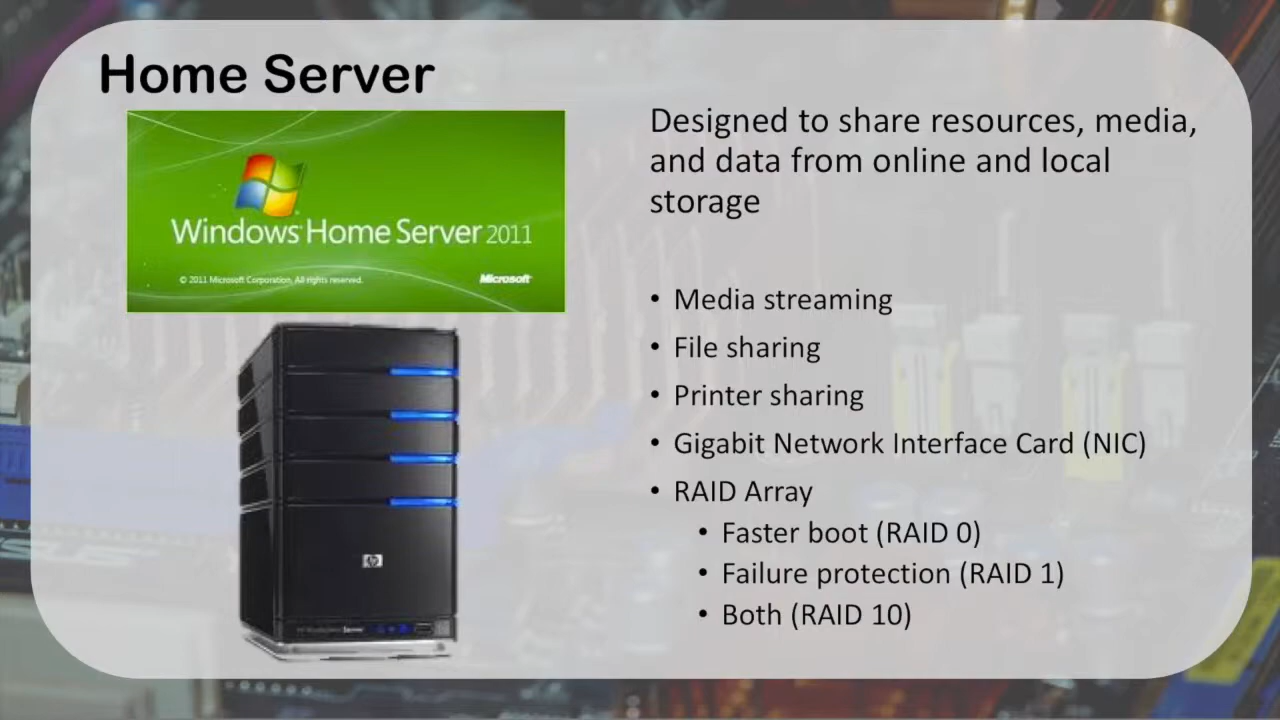 Home Server
Windows Home Server 2011
© 2011 Microsoft Corporation. All rights reserved.
Microsoft
hp
Designed to share resources, media,
and data from online and local
storage
• Media streaming
• File sharing
• Printer sharing
• Gigabit Network Interface Card (NIC)
• RAID Array
• Faster boot (RAID 0)
• Failure protection (RAID 1)
• Both (RAID 10)